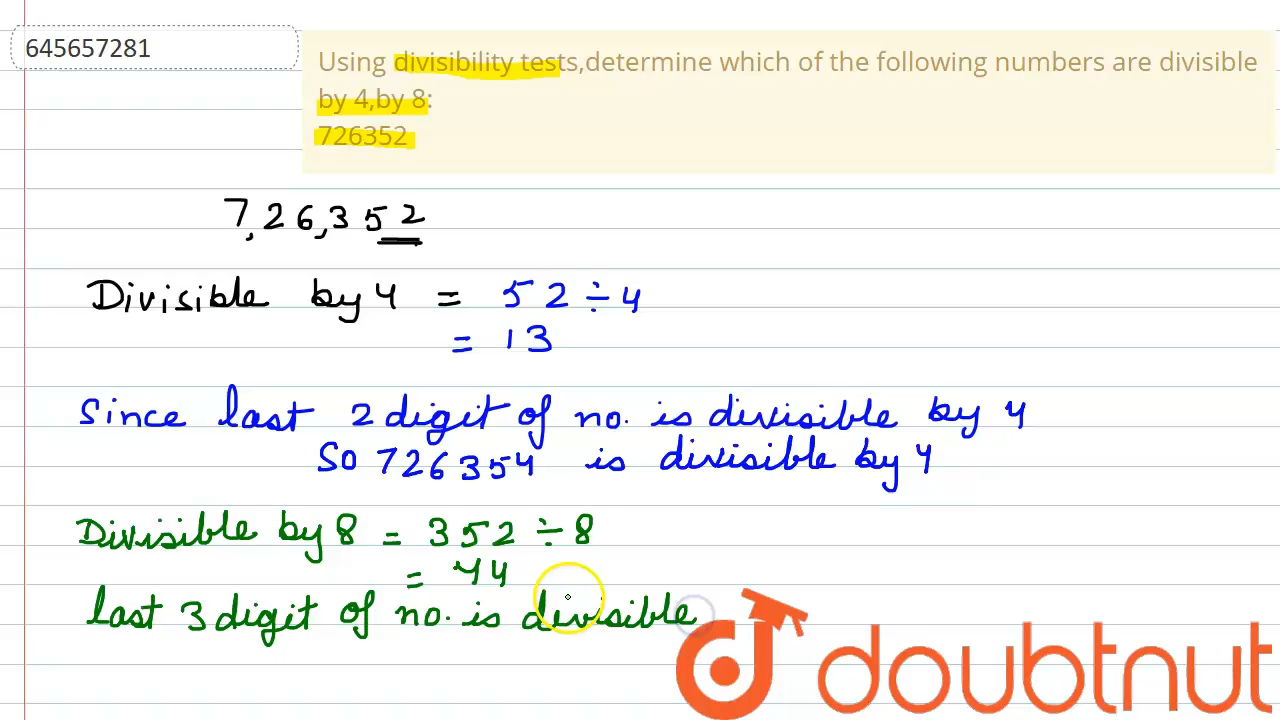 645657281
Using divisibility tests,determine which of the following numbers are divisible
by 4,by 8:
726352
7,26,352
Divisible by 4 = 52÷4
= 13
Since last 2 digit of no. is divisible by 4
So 726354 is divisible by 4
Divisible by 8 = 352÷8
= 44
last 3 digit of no. is divisible
doubtnut